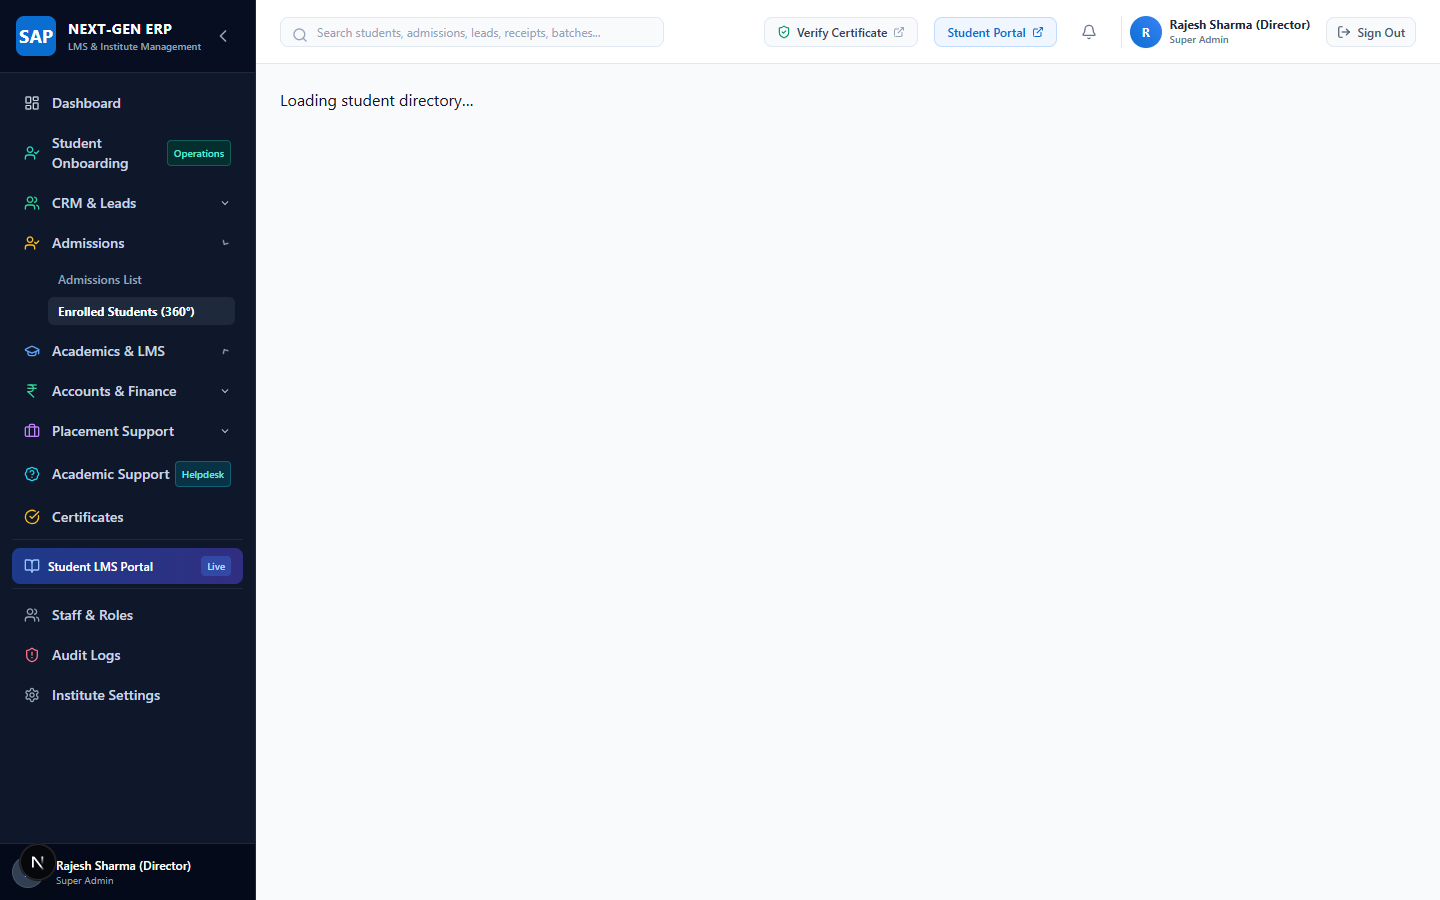 SAP
NEXT-GEN ERP
LMS & Institute Management
Search students, admissions, leads, receipts, batches...
Verify Certificate
Student Portal
R
Rajesh Sharma (Director)
Super Admin
Sign Out
Dashboard
Student
Onboarding
Operations
CRM & Leads
Admissions
Admissions List
Enrolled Students (360°)
Academics & LMS
Accounts & Finance
Placement Support
Academic Support
Helpdesk
Certificates
Student LMS Portal
Live
Staff & Roles
Audit Logs
Institute Settings
N
Rajesh Sharma (Director)
Super Admin
Loading student directory...